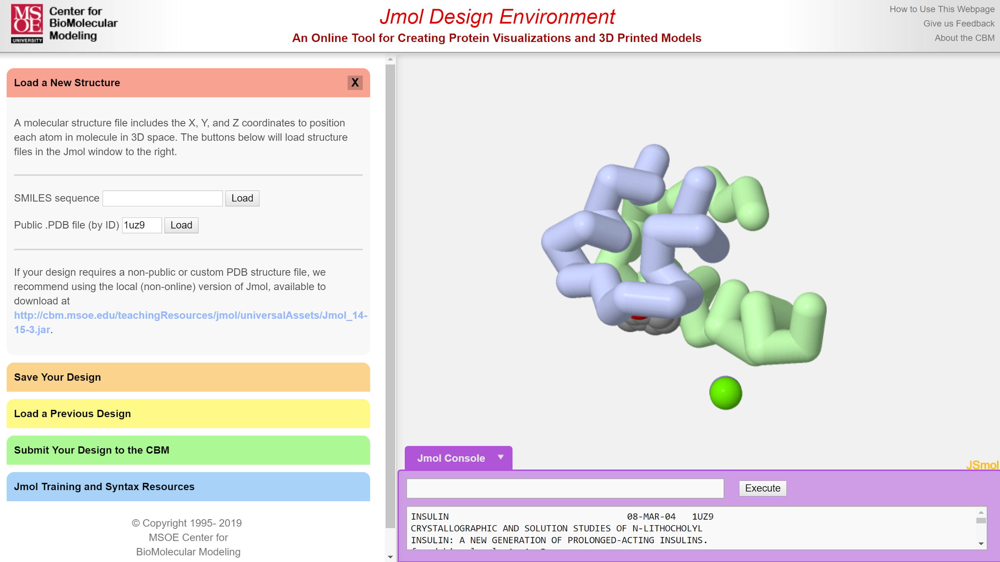 MSOE
UNIVERSITY
Center for
BioMolecular
Modeling
Jmol Design Environment
An Online Tool for Creating Protein Visualizations and 3D Printed Models
How to Use This Webpage
Give us Feedback
About the CBM
Load a New Structure
X
A molecular structure file includes the X, Y, and Z coordinates to position
each atom in molecule in 3D space. The buttons below will load structure
files in the Jmol window to the right.
SMILES sequence Load
Public .PDB file (by ID) 1uz9 Load
If your design requires a non-public or custom PDB structure file, we
recommend using the local (non-online) version of Jmol, available to
download at
http://cbm.msoe.edu/teachingResources/jmol/universalAssets/Jmol_14-
15-3.jar.
Save Your Design
Load a Previous Design
Submit Your Design to the CBM
Jmol Training and Syntax Resources
© Copyright 1995- 2019
MSOE Center for
BioMolecular Modeling
JSmol
Jmol Console
Execute
INSULIN 08-MAR-04 1UZ9
CRYSTALLOGRAPHIC AND SOLUTION STUDIES OF N-LITHOCHOLYL
INSULIN: A NEW GENERATION OF PROLONGED-ACTING INSULINS.